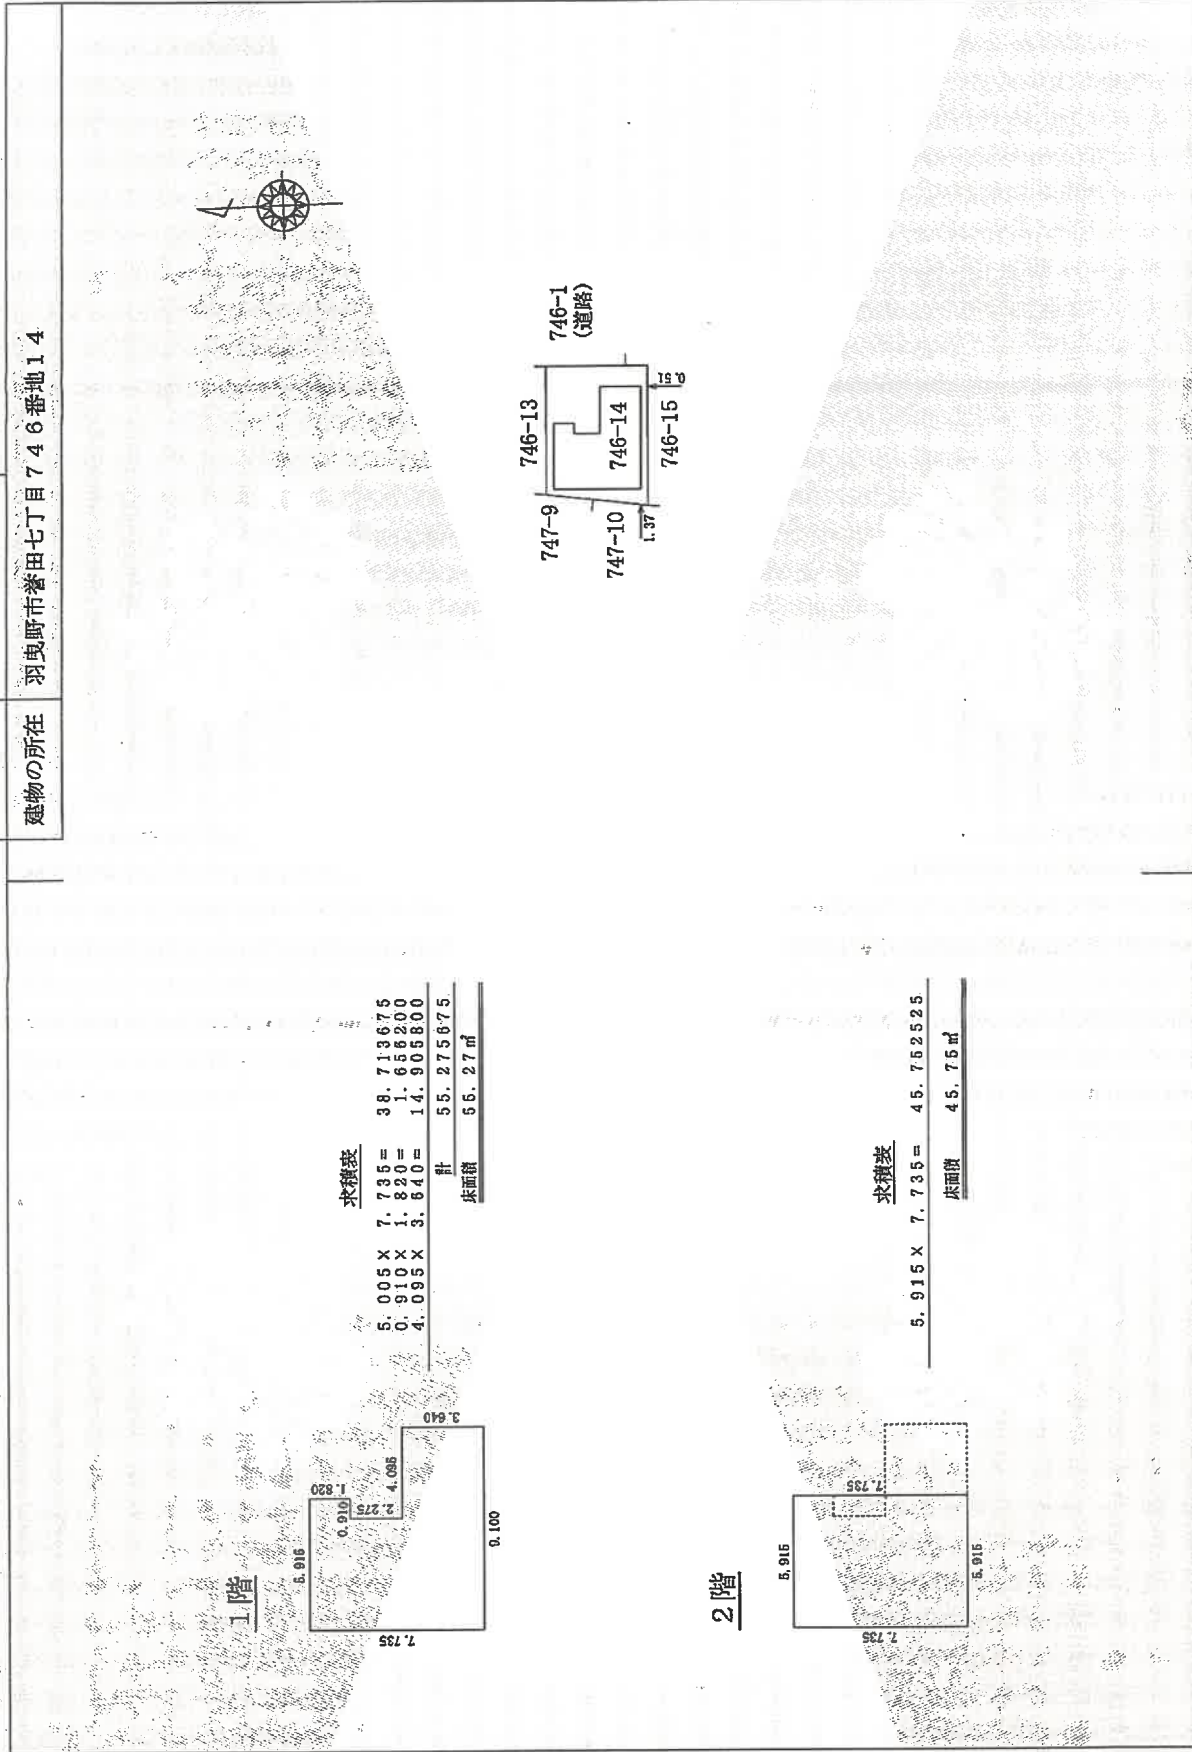 建物の所在
羽曳野市誉田七丁目746番地14
1階
5.915
1.820
0.910
2.275
4.095
3.640
9.100
7.735
求積表
5.005× 7.735= 38.713675
0.910× 1.820= 1.656200
4.095× 3.640= 14.905800
計 55.275675
床面積 55.27㎡
2階
5.915
7.735
5.915
7.735
求積表
5.915× 7.735= 45.752525
床面積 45.75㎡
746-13
746-1
(道路)
747-9
746-14
747-10
746-15
1.37
0.51